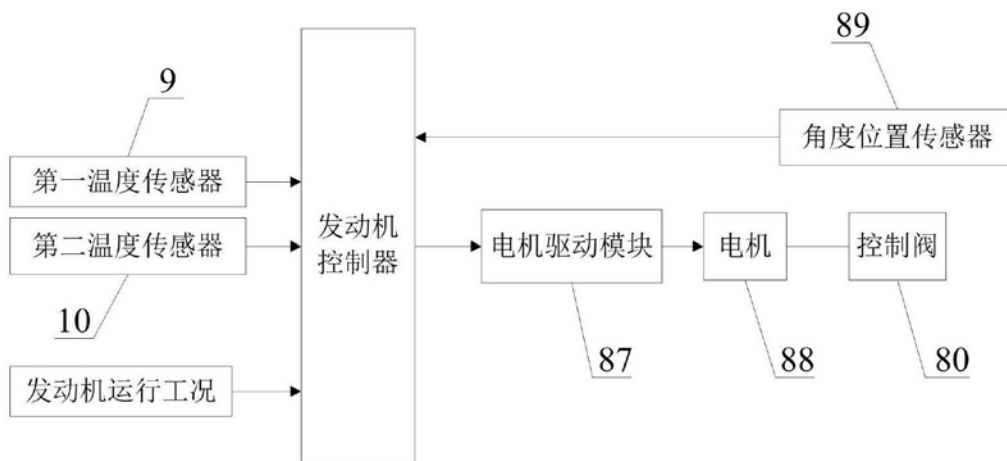 89
9
角度位置传感器
第一温度传感器
第二温度传感器
发动机
控制器
电机驱动模块
电机
控制阀
10
87
88
80
发动机运行工况